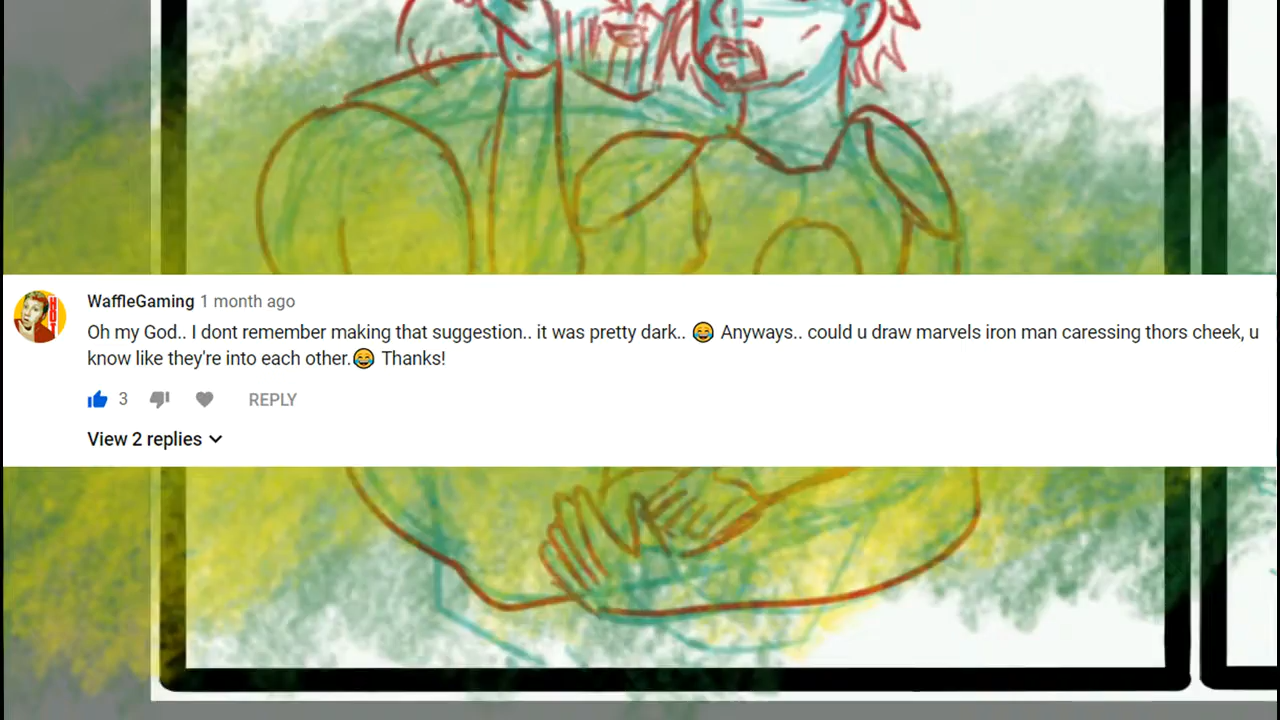 WaffleGaming 1 month ago
Oh my God.. I dont remember making that suggestion.. it was pretty dark.. 😂 Anyways.. could u draw marvels iron man caressing thors cheek, u
know like they're into each other.😂 Thanks!
3 REPLY
View 2 replies